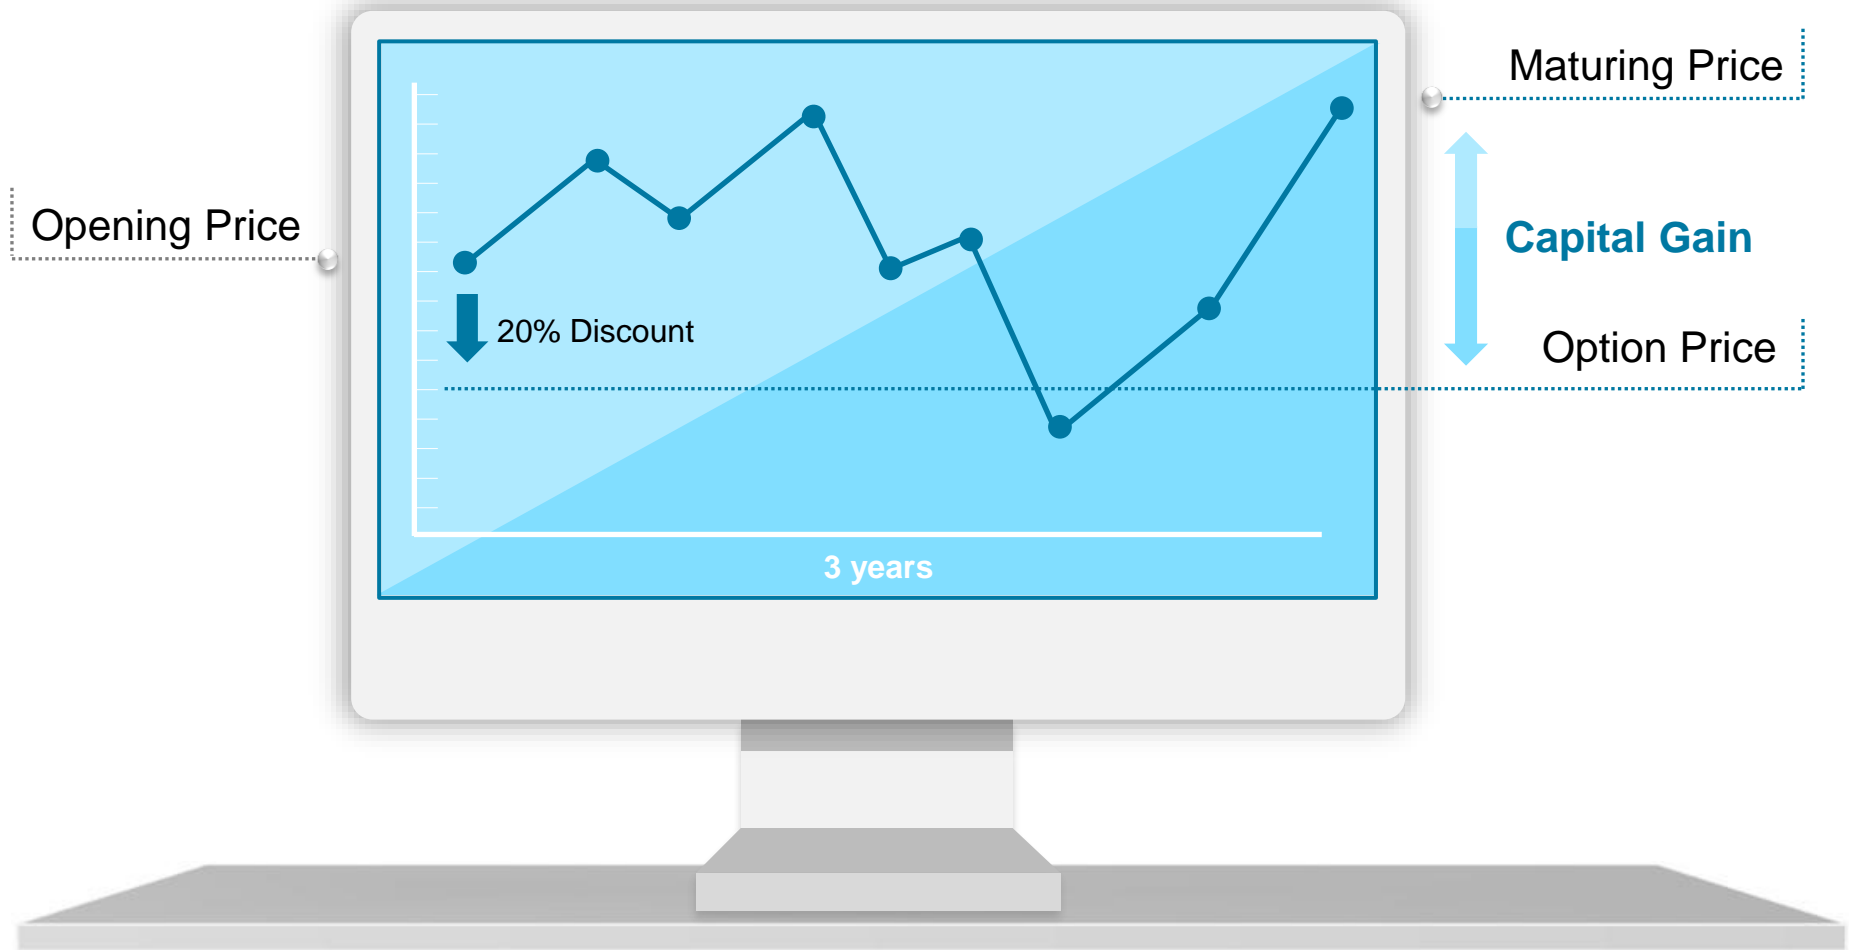 Maturing Price
Opening Price
Capital Gain
20% Discount
Option Price
3 years